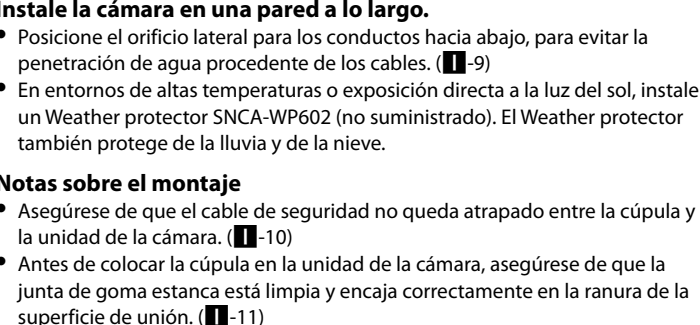 Instale la cámara en una pared a lo largo.
• Posicione el orificio lateral para los conductos hacia abajo, para evitar la
penetración de agua procedente de los cables. (I-9)
• En entornos de altas temperaturas o exposición directa a la luz del sol, instale
un Weather protector SNCA-WP602 (no suministrado). El Weather protector
también protege de la lluvia y de la nieve.
Notas sobre el montaje
• Asegúrese de que el cable de seguridad no queda atrapado entre la cúpula y
la unidad de la cámara. (I-10)
• Antes de colocar la cúpula en la unidad de la cámara, asegúrese de que la
junta de goma estanca está limpia y encaja correctamente en la ranura de la
superficie de unión. (I-11)